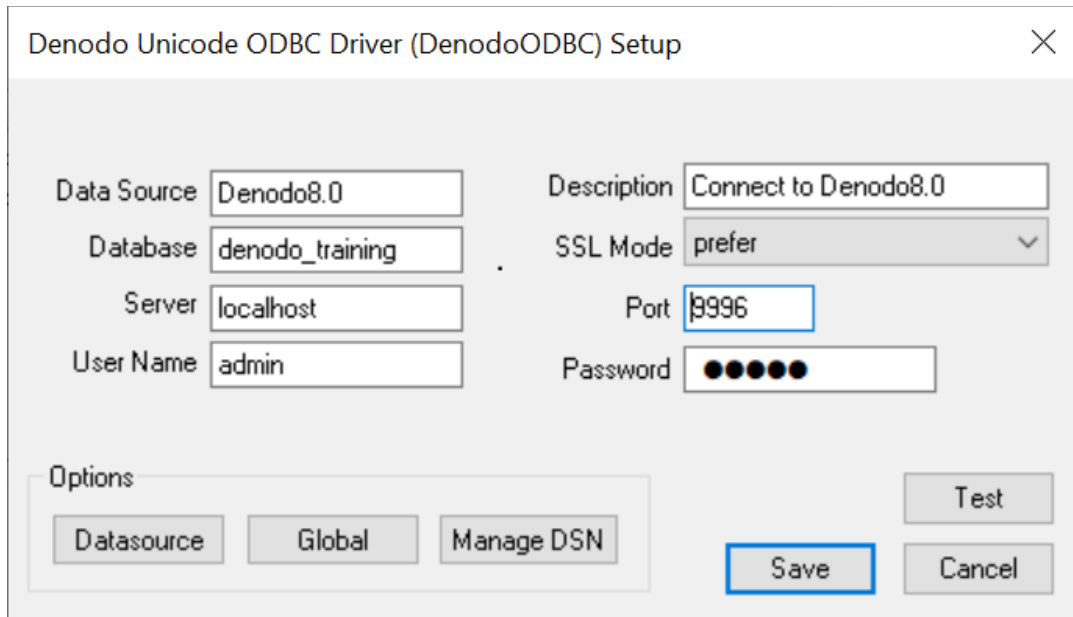 Denodo Unicode ODBC Driver (DenodoODBC) Setup
Data Source Denodo8.0
Description Connect to Denodo8.0
Database denodo_training
SSL Mode prefer
Server localhost
Port 9996
User Name admin
Password ●●●●●
Options
Datasource Global Manage DSN
Test
Save Cancel